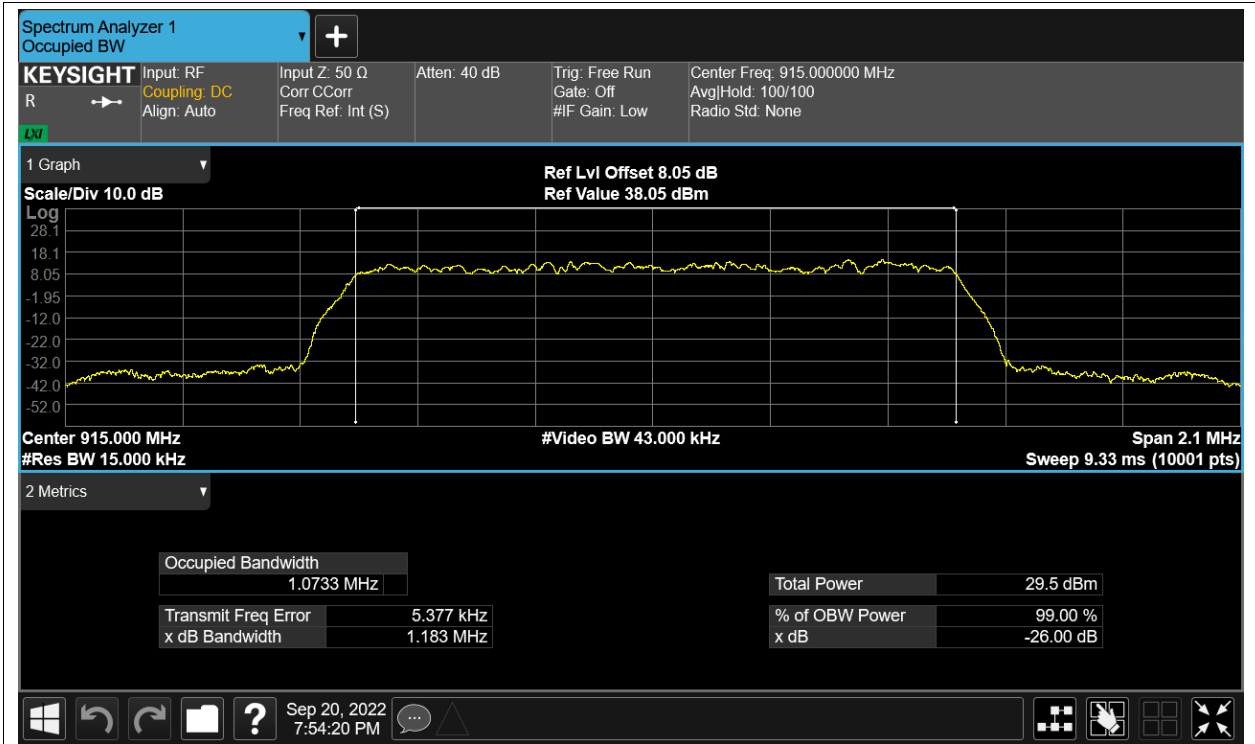 Spectrum Analyzer 1
Occupied BW
KEYSIGHT
R
LXI
Input: RF
Coupling: DC
Align: Auto
Input Z: 50 Ω
Corr CCorr
Freq Ref: Int (S)
Atten: 40 dB
Trig: Free Run
Gate: Off
#IF Gain: Low
Center Freq: 915.000000 MHz
Avg|Hold: 100/100
Radio Std: None
1 Graph
Scale/Div 10.0 dB
Ref Lvl Offset 8.05 dB
Ref Value 38.05 dBm
Log
28.1
18.1
8.05
-1.95
-12.0
-22.0
-32.0
-42.0
-52.0
Center 915.000 MHz
#Res BW 15.000 kHz
#Video BW 43.000 kHz
Span 2.1 MHz
Sweep 9.33 ms (10001 pts)
2 Metrics
Occupied Bandwidth
1.0733 MHz
Transmit Freq Error 5.377 kHz
x dB Bandwidth 1.183 MHz
Total Power 29.5 dBm
% of OBW Power 99.00 %
x dB -26.00 dB
?
Sep 20, 2022
7:54:20 PM